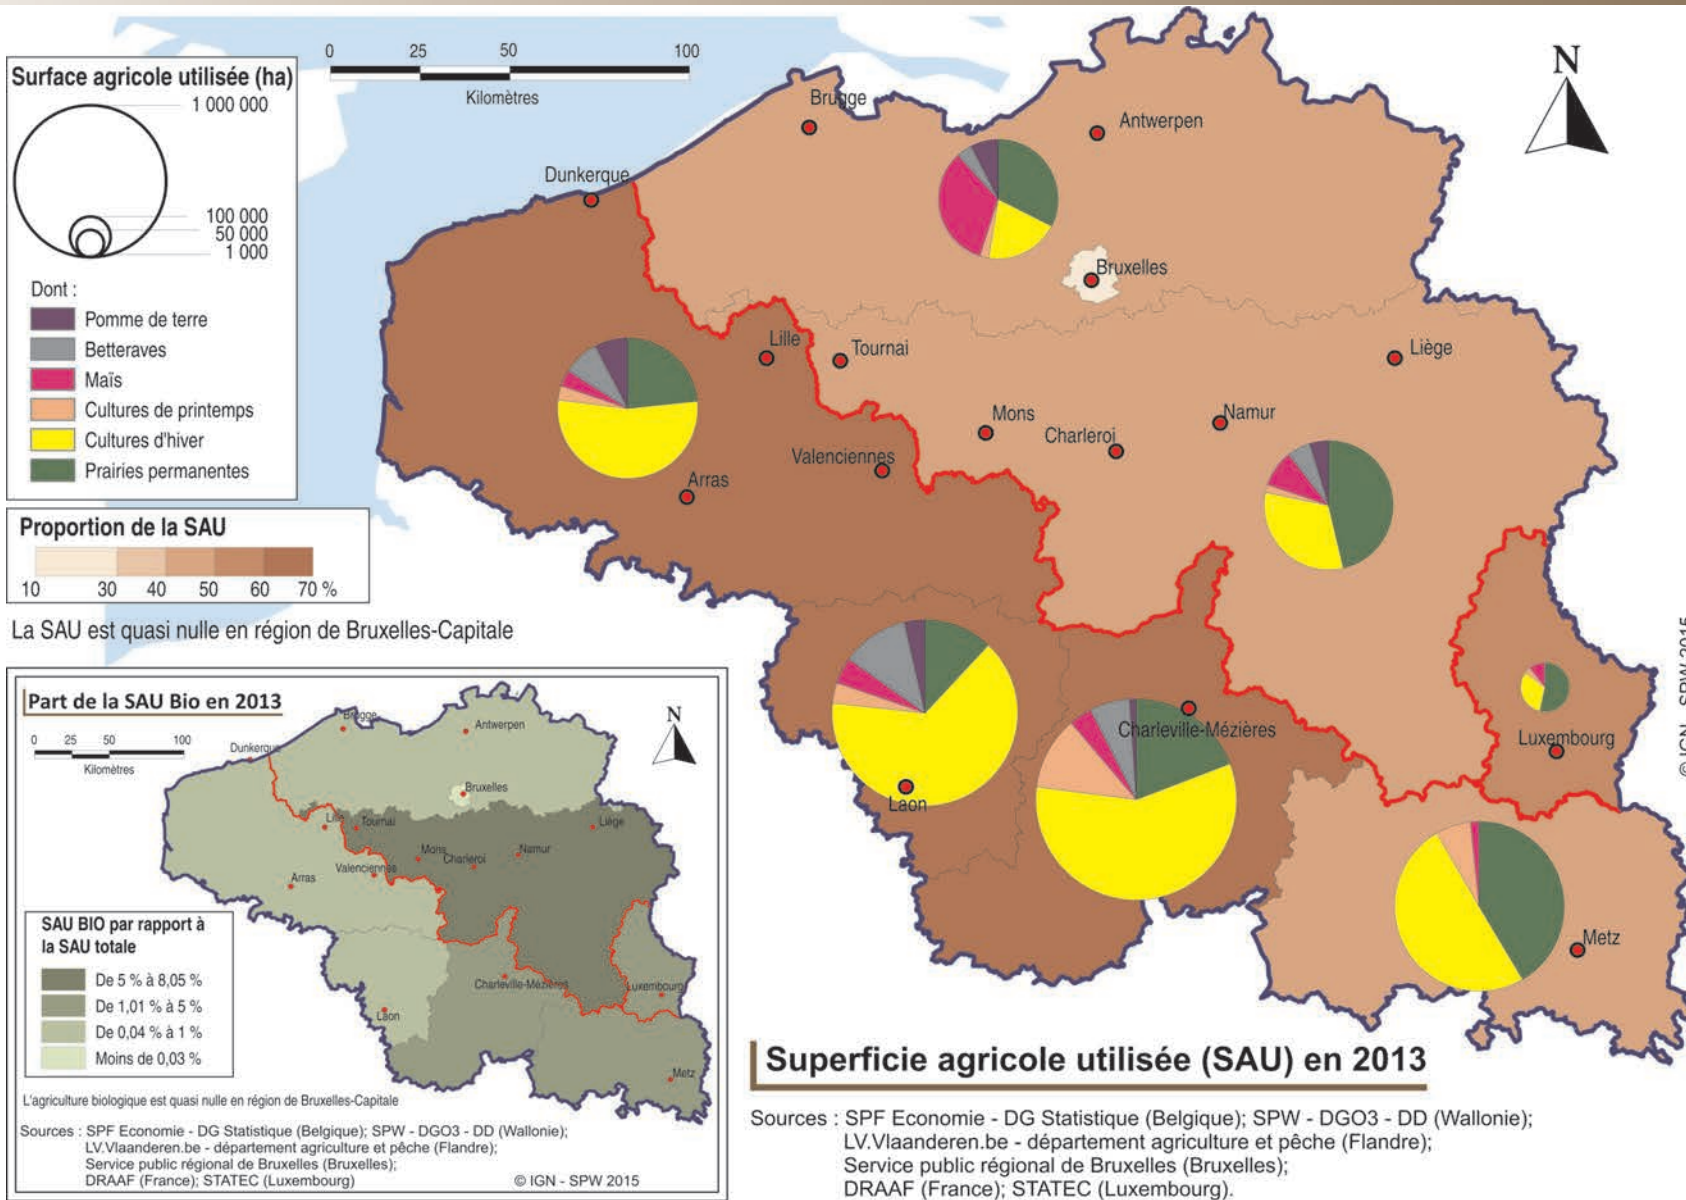 Surface agricole utilisée (ha)
1 000 000
100 000
50 000
1 000
Dont :
Pomme de terre
Betteraves
Maïs
Cultures de printemps
Cultures d'hiver
Prairies permanentes
Proportion de la SAU
10 30 40 50 60 70 %
La SAU est quasi nulle en région de Bruxelles-Capitale
0 25 50 100
Kilomètres
N
Brugge
Antwerpen
Dunkerque
Bruxelles
Lille
Tournai
Liège
Mons
Namur
Charleroi
Valenciennes
Arras
Charleville-Mézières
Luxembourg
Laon
Metz
© IGN - SPW 2015
Part de la SAU Bio en 2013
0 25 50 100
Kilomètres
N
Brugge
Antwerpen
Dunkerque
Bruxelles
Lille
Tournai
Liège
Mons
Namur
Charleroi
Valenciennes
Arras
Charleville-Mézières
Luxembourg
Laon
Metz
SAU BIO par rapport à
la SAU totale
De 5 % à 8,05 %
De 1,01 % à 5 %
De 0,04 % à 1 %
Moins de 0,03 %
L'agriculture biologique est quasi nulle en région de Bruxelles-Capitale
Sources : SPF Economie - DG Statistique (Belgique); SPW - DGO3 - DD (Wallonie);
LV.Vlaanderen.be - département agriculture et pêche (Flandre);
Service public régional de Bruxelles (Bruxelles);
DRAAF (France); STATEC (Luxembourg)
© IGN - SPW 2015
Superficie agricole utilisée (SAU) en 2013
Sources : SPF Economie - DG Statistique (Belgique); SPW - DGO3 - DD (Wallonie);
LV.Vlaanderen.be - département agriculture et pêche (Flandre);
Service public régional de Bruxelles (Bruxelles);
DRAAF (France); STATEC (Luxembourg).